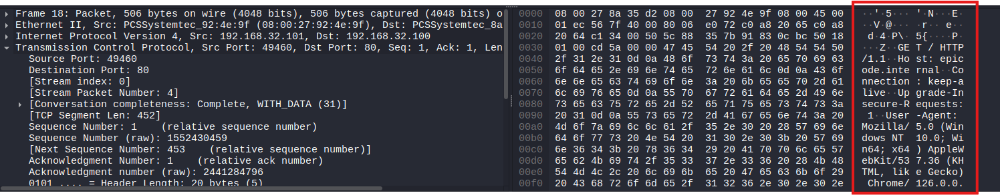 Frame 18: Packet, 506 bytes on wire (4048 bits), 506 bytes captured (4048 bits) o
Ethernet II, Src: PCSSystemtec_92:4e:9f (08:00:27:92:4e:9f), Dst: PCSSystemtec_8a
Internet Protocol Version 4, Src: 192.168.32.101, Dst: 192.168.32.100
Transmission Control Protocol, Src Port: 49460, Dst Port: 80, Seq: 1, Ack: 1, Len
Source Port: 49460
Destination Port: 80
[Stream index: 0]
[Stream Packet Number: 4]
[Conversation completeness: Complete, WITH_DATA (31)]
[TCP Segment Len: 452]
Sequence Number: 1    (relative sequence number)
Sequence Number (raw): 1552430459
[Next Sequence Number: 453    (relative sequence number)]
Acknowledgment Number: 1    (relative ack number)
Acknowledgment number (raw): 2441284796
0101 .... = Header Length: 20 bytes (5)
0000  08 00 27 8a 35 d2 08 00  27 92 4e 9f 08 00 45 00  ··'·5···'·N···E·
0010  01 ec 56 7f 40 00 80 06  e0 72 c0 a8 20 65 c0 a8  ··V·@····r·· e··
0020  20 64 c1 34 00 50 5c 88  35 7b 91 83 0c bc 50 18   d·4·P\·5{····P·
0030  01 00 cd 5a 00 00 47 45  54 20 2f 20 48 54 54 50  ···Z··GET / HTTP
0040  2f 31 2e 31 0d 0a 48 6f  73 74 3a 20 65 70 69 63  /1.1··Host: epic
0050  6f 64 65 2e 69 6e 74 65  72 6e 61 6c 0d 0a 43 6f  ode.internal··Co
0060  6e 6e 65 63 74 69 6f 6e  3a 20 6b 65 65 70 2d 61  nnection: keep-a
0070  6c 69 76 65 0d 0a 55 70  67 72 61 64 65 2d 49 6e  live··Upgrade-In
0080  73 65 63 75 72 65 2d 52  65 71 75 65 73 74 73 3a  secure-Requests:
0090  20 31 0d 0a 55 73 65 72  2d 41 67 65 6e 74 3a 20   1··User-Agent: 
00a0  4d 6f 7a 69 6c 6c 61 2f  35 2e 30 20 28 57 69 6e  Mozilla/5.0 (Win
00b0  64 6f 77 73 20 4e 54 20  31 30 2e 30 3b 20 57 69  dows NT 10.0; Wi
00c0  6e 36 34 3b 20 78 36 34  29 20 41 70 70 6c 65 57  n64; x64) AppleW
00d0  65 62 4b 69 74 2f 35 33  37 2e 33 36 20 28 4b 48  ebKit/537.36 (KH
00e0  54 4d 4c 2c 20 6c 69 6b  65 20 47 65 63 6b 6f 29  TML, like Gecko)
00f0  20 43 68 72 6f 6d 65 2f  31 32 36 2e 30 2e 30 2e   Chrome/126.0.0.